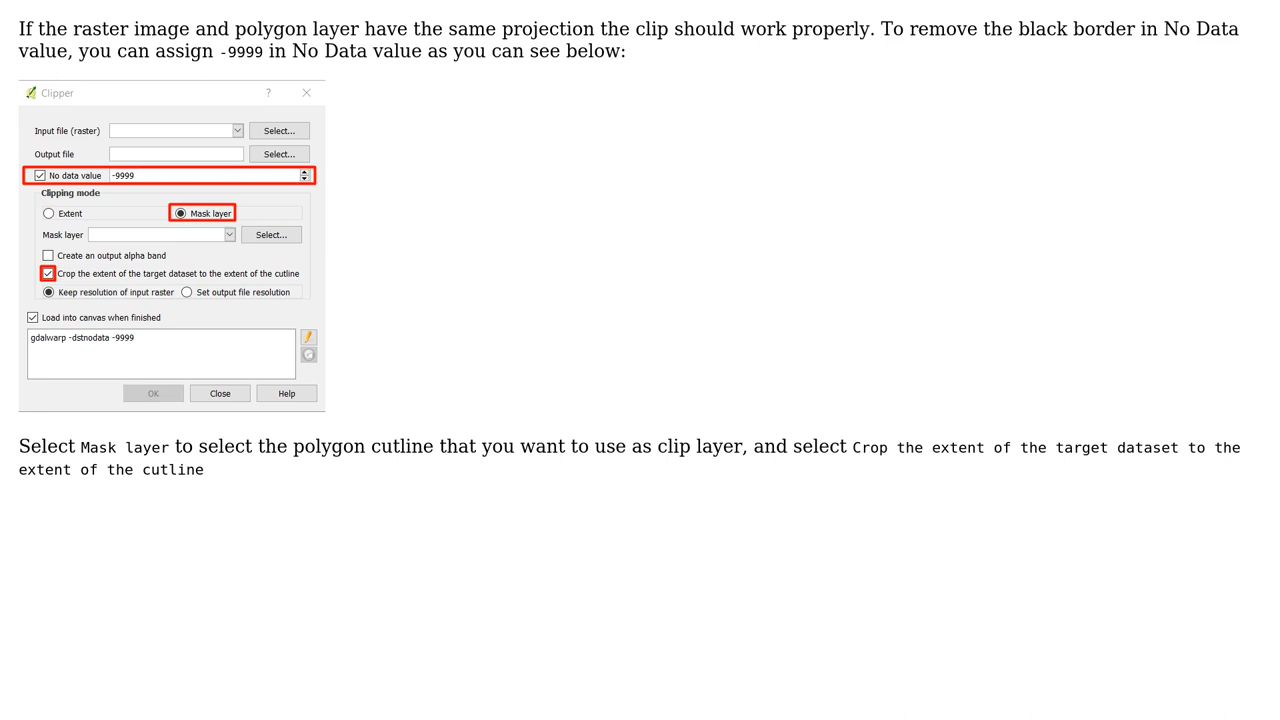 If the raster image and polygon layer have the same projection the clip should work properly. To remove the black border in No Data
value, you can assign -9999 in No Data value as you can see below:
Clipper ?
Input file (raster) Select...
Output file Select...
No data value -9999
Clipping mode
Extent Mask layer
Mask layer Select...
Create an output alpha band
Crop the extent of the target dataset to the extent of the cutline
Keep resolution of input raster Set output file resolution
Load into canvas when finished
gdalwarp -dstnodata -9999
OK Close Help
Select Mask layer to select the polygon cutline that you want to use as clip layer, and select Crop the extent of the target dataset to the
extent of the cutline